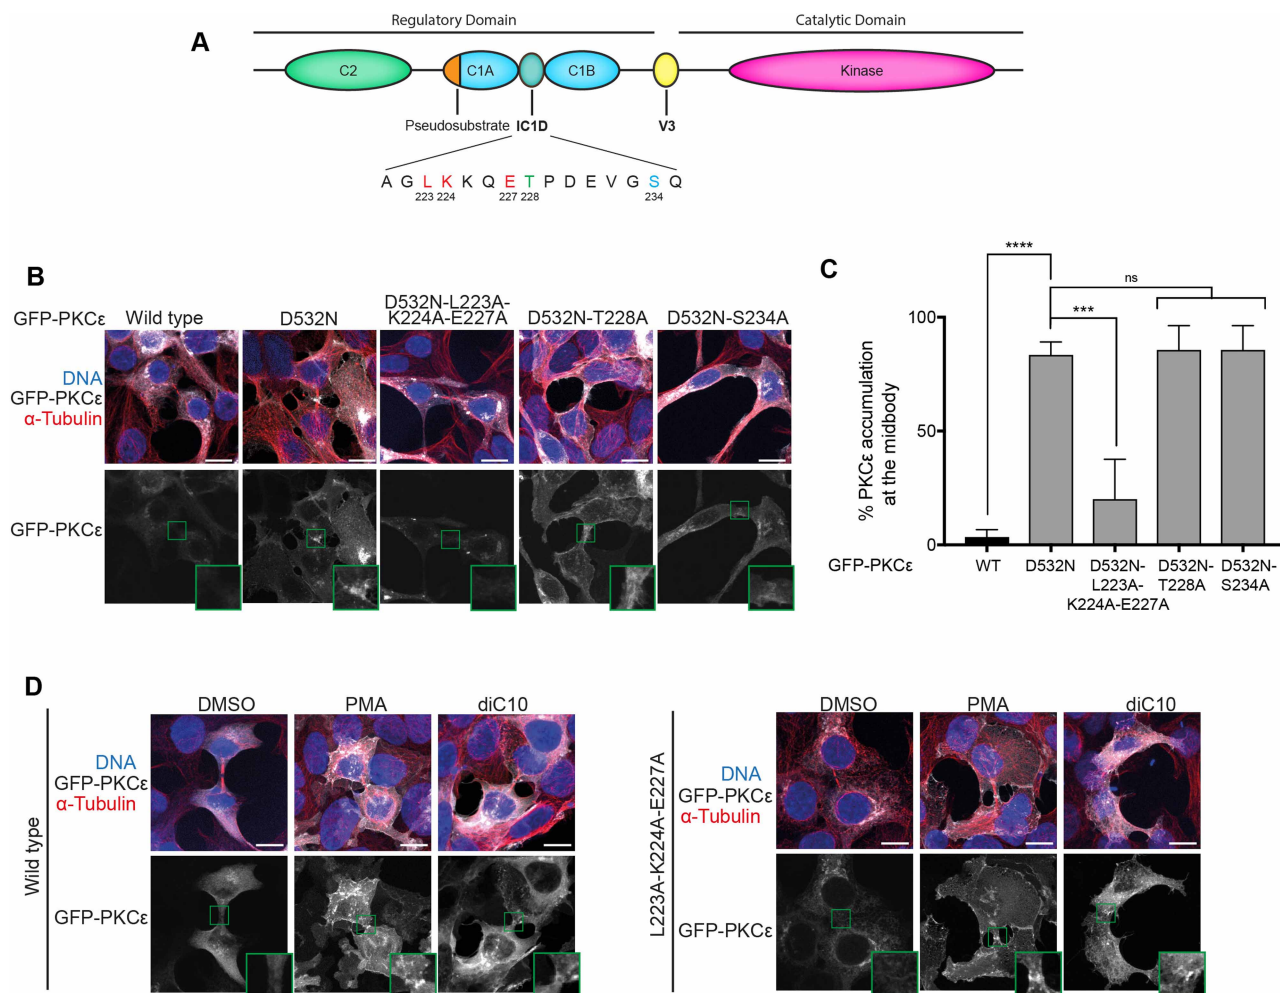 A
Regulatory Domain
Catalytic Domain
C2
C1A
C1B
Kinase
Pseudosubstrate
IC1D
V3
A G L K K Q E T P D E V G S Q
223 224 227 228 234
B
GFP-PKCε
Wild type
D532N
D532N-L223A-
K224A-E227A
D532N-T228A
D532N-S234A
DNA
GFP-PKCε
α-Tubulin
GFP-PKCε
C
****
ns
***
% PKCε accumulation
at the midbody
100
50
0
GFP-PKCε
WT
D532N
D532N-
L223A-
K224A-E227A
D532N-
T228A
D532N-
S234A
D
Wild type
DMSO
PMA
diC10
DNA
GFP-PKCε
α-Tubulin
GFP-PKCε
L223A-K224A-E227A
DMSO
PMA
diC10
DNA
GFP-PKCε
α-Tubulin
GFP-PKCε